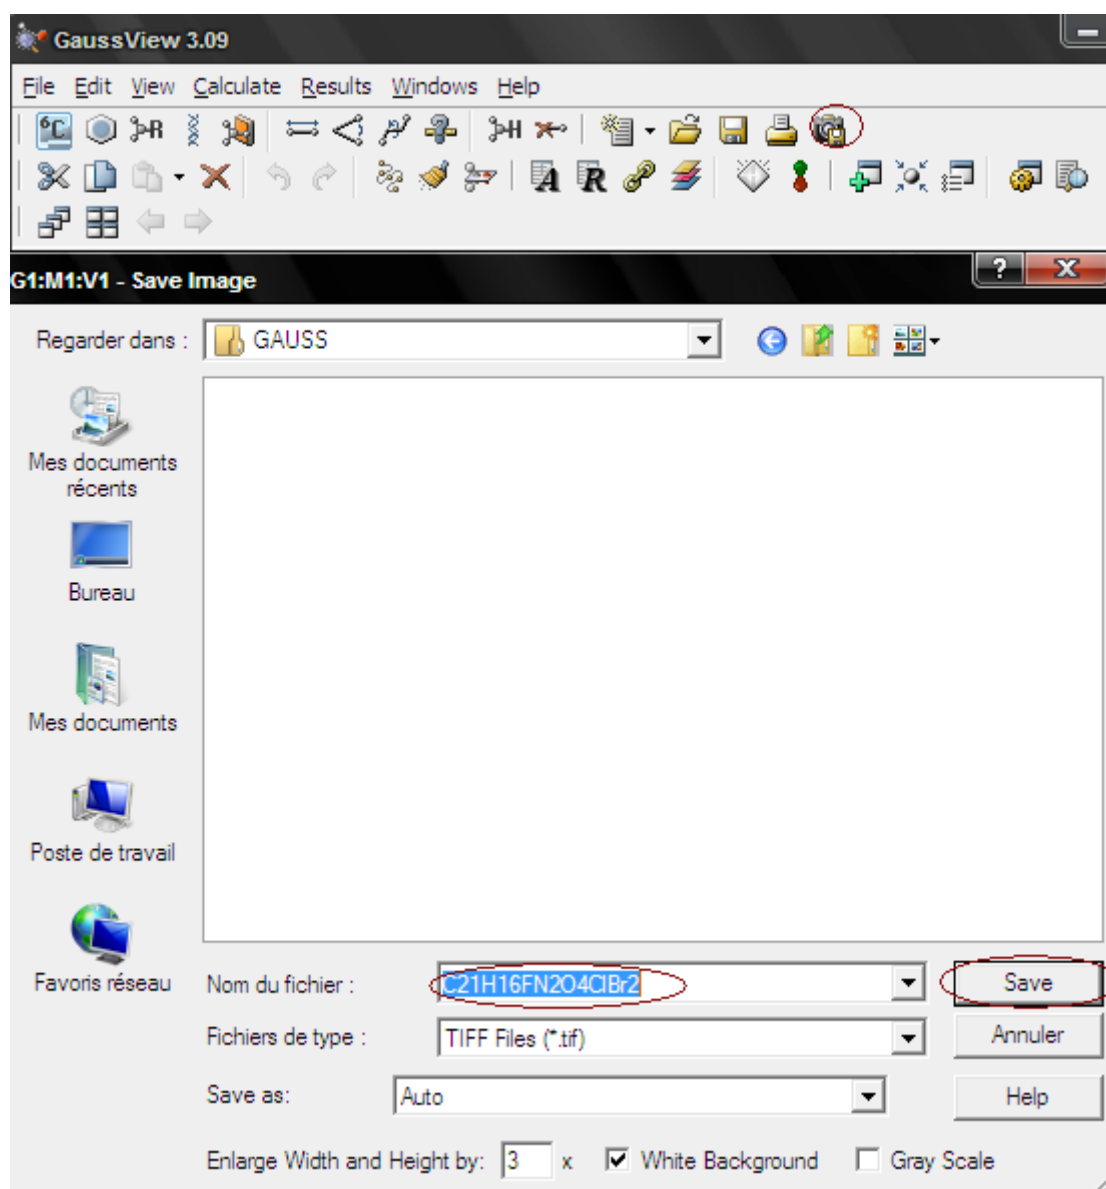 GaussView 3.09
File Edit View Calculate Results Windows Help
G1:M1:V1 - Save Image
Regarder dans : GAUSS
Mes documents
récents
Bureau
Mes documents
Poste de travail
Favoris réseau
Nom du fichier : C21H16FN2O4ClBr2 Save
Fichiers de type : TIFF Files (*.tif) Annuler
Save as: Auto Help
Enlarge Width and Height by: 3 x White Background Gray Scale